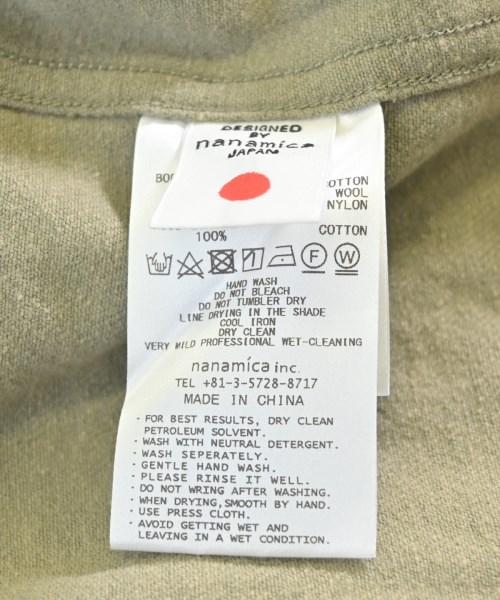 DESIGNED
BY
nanamica
JAPAN
COTTON
WOOL
NYLON
100% COTTON
HAND WASH
DO NOT BLEACH
DO NOT TUMBLER DRY
LINE DRYING IN THE SHADE
COOL IRON
DRY CLEAN
VERY MILD PROFESSIONAL WET-CLEANING
nanamica inc.
TEL +81-3-5728-8717
MADE IN CHINA
· FOR BEST RESULTS, DRY CLEAN
PETROLEUM SOLVENT.
· WASH WITH NEUTRAL DETERGENT.
· WASH SEPERATELY.
· GENTLE HAND WASH.
· PLEASE RINSE IT WELL.
· DO NOT WRING AFTER WASHING.
· WHEN DRYING,SMOOTH BY HAND.
· USE PRESS CLOTH.
· AVOID GETTING WET AND
LEAVING IN A WET CONDITION.